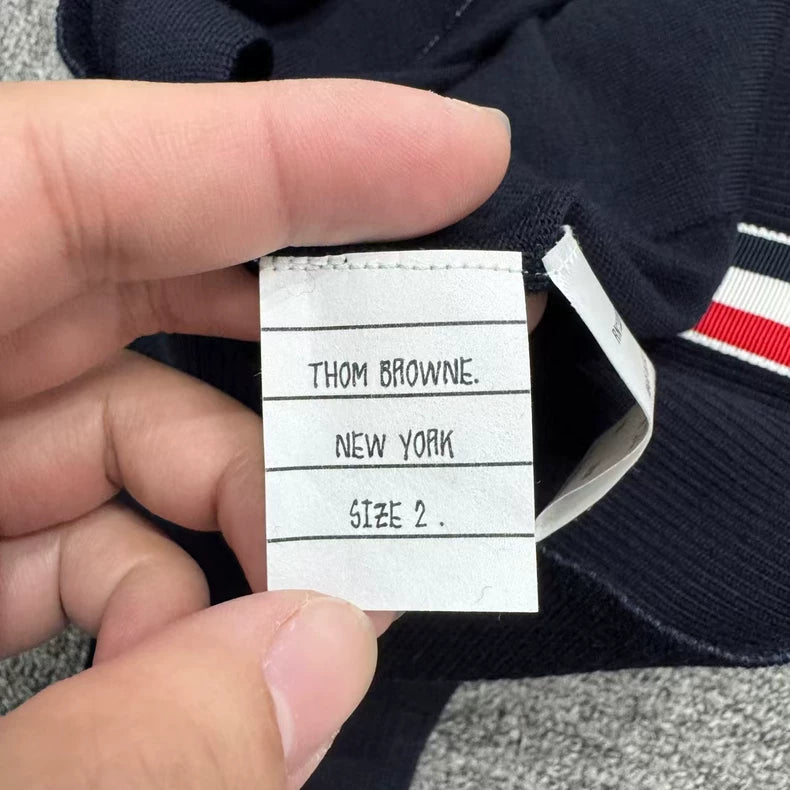 THOM BROWNE.
NEW YORK
SIZE 2 .